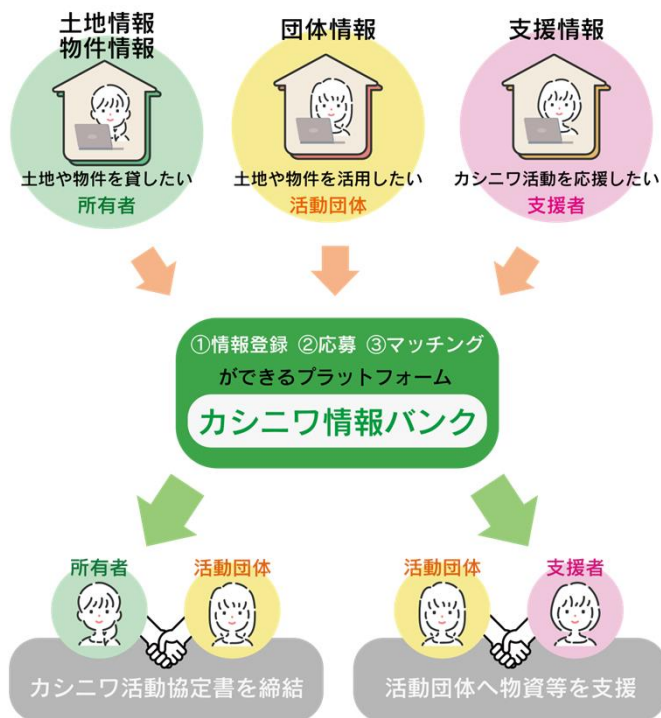 土地情報
物件情報
団体情報
支援情報
土地や物件を貸したい
所有者
土地や物件を活用したい
活動団体
カシニワ活動を応援したい
支援者
①情報登録 ②応募 ③マッチング
ができるプラットフォーム
カシニワ情報バンク
所有者
活動団体
カシニワ活動協定書を締結
活動団体
支援者
活動団体へ物資等を支援